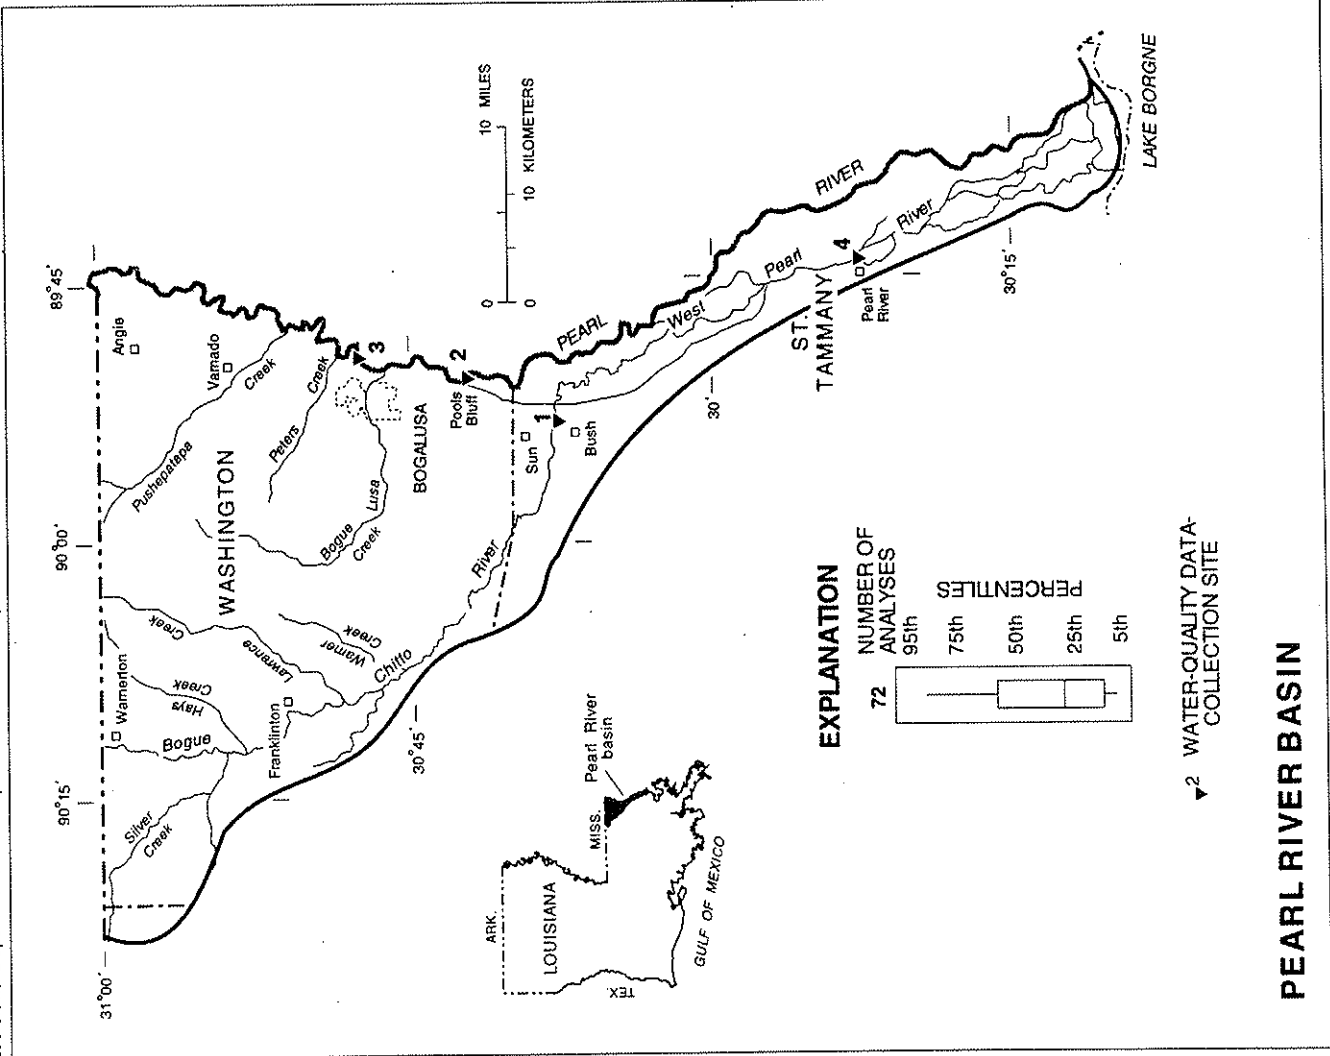 89°45'
90°00'
90°15'
31°00'
Angie
Varnado
Pushepatapa
Creek
WASHINGTON
Peters
Creek
3
Bogue
Lusa
Creek
BOGALUSA
2
Pools
Bluff
Warnerton
Hays
Creek
Bogue
Silver
Creek
Lawrence
Creek
Warner
Creek
Franklinton
Chitto
River
30°45'
Sun
1
Bush
PEARL
RIVER
West
Pearl
River
30'
ST.
TAMMANY
Pearl
River
4
30°15'
LAKE BORGNE
0 10 MILES
0 10 KILOMETERS
ARK.
LOUISIANA
MISS.
TEX.
Pearl River
basin
GULF OF MEXICO
EXPLANATION
72
NUMBER OF
ANALYSES
95th
75th
50th
25th
5th
PERCENTILES
2 WATER-QUALITY DATA-
COLLECTION SITE
PEARL RIVER BASIN